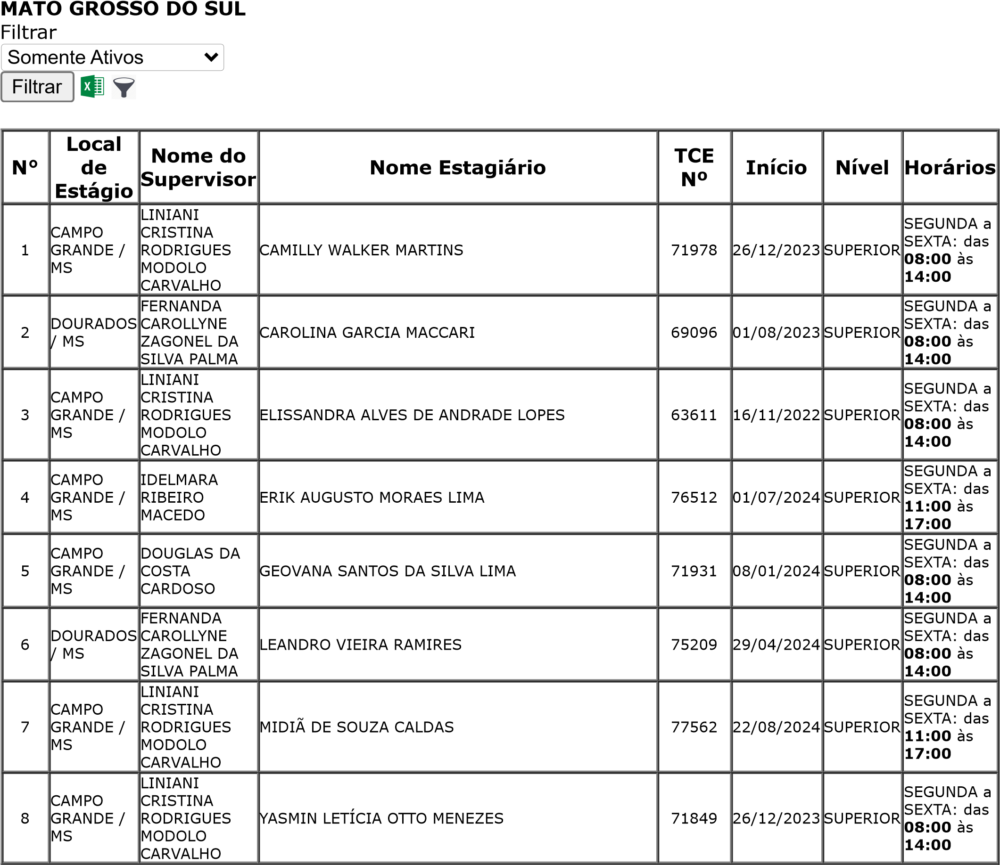 MATO GROSSO DO SUL
Filtrar
Somente Ativos
Filtrar
Nº
Local
de
Estágio
Nome do
Supervisor
Nome Estagiário
TCE
Nº
Início
Nível
Horários
1
CAMPO
GRANDE /
MS
LINIANI
CRISTINA
RODRIGUES
MODOLO
CARVALHO
CAMILLY WALKER MARTINS
71978
26/12/2023
SUPERIOR
SEGUNDA a
SEXTA: das
08:00 às
14:00
2
DOURADOS
/ MS
FERNANDA
CAROLLYNE
ZAGONEL DA
SILVA PALMA
CAROLINA GARCIA MACCARI
69096
01/08/2023
SUPERIOR
SEGUNDA a
SEXTA: das
08:00 às
14:00
3
CAMPO
GRANDE /
MS
LINIANI
CRISTINA
RODRIGUES
MODOLO
CARVALHO
ELISSANDRA ALVES DE ANDRADE LOPES
63611
16/11/2022
SUPERIOR
SEGUNDA a
SEXTA: das
08:00 às
14:00
4
CAMPO
GRANDE /
MS
IDELMARA
RIBEIRO
MACEDO
ERIK AUGUSTO MORAES LIMA
76512
01/07/2024
SUPERIOR
SEGUNDA a
SEXTA: das
11:00 às
17:00
5
CAMPO
GRANDE /
MS
DOUGLAS DA
COSTA
CARDOSO
GEOVANA SANTOS DA SILVA LIMA
71931
08/01/2024
SUPERIOR
SEGUNDA a
SEXTA: das
08:00 às
14:00
6
DOURADOS
/ MS
FERNANDA
CAROLLYNE
ZAGONEL DA
SILVA PALMA
LEANDRO VIEIRA RAMIRES
75209
29/04/2024
SUPERIOR
SEGUNDA a
SEXTA: das
08:00 às
14:00
7
CAMPO
GRANDE /
MS
LINIANI
CRISTINA
RODRIGUES
MODOLO
CARVALHO
MIDIÃ DE SOUZA CALDAS
77562
22/08/2024
SUPERIOR
SEGUNDA a
SEXTA: das
11:00 às
17:00
8
CAMPO
GRANDE /
MS
LINIANI
CRISTINA
RODRIGUES
MODOLO
CARVALHO
YASMIN LETÍCIA OTTO MENEZES
71849
26/12/2023
SUPERIOR
SEGUNDA a
SEXTA: das
08:00 às
14:00